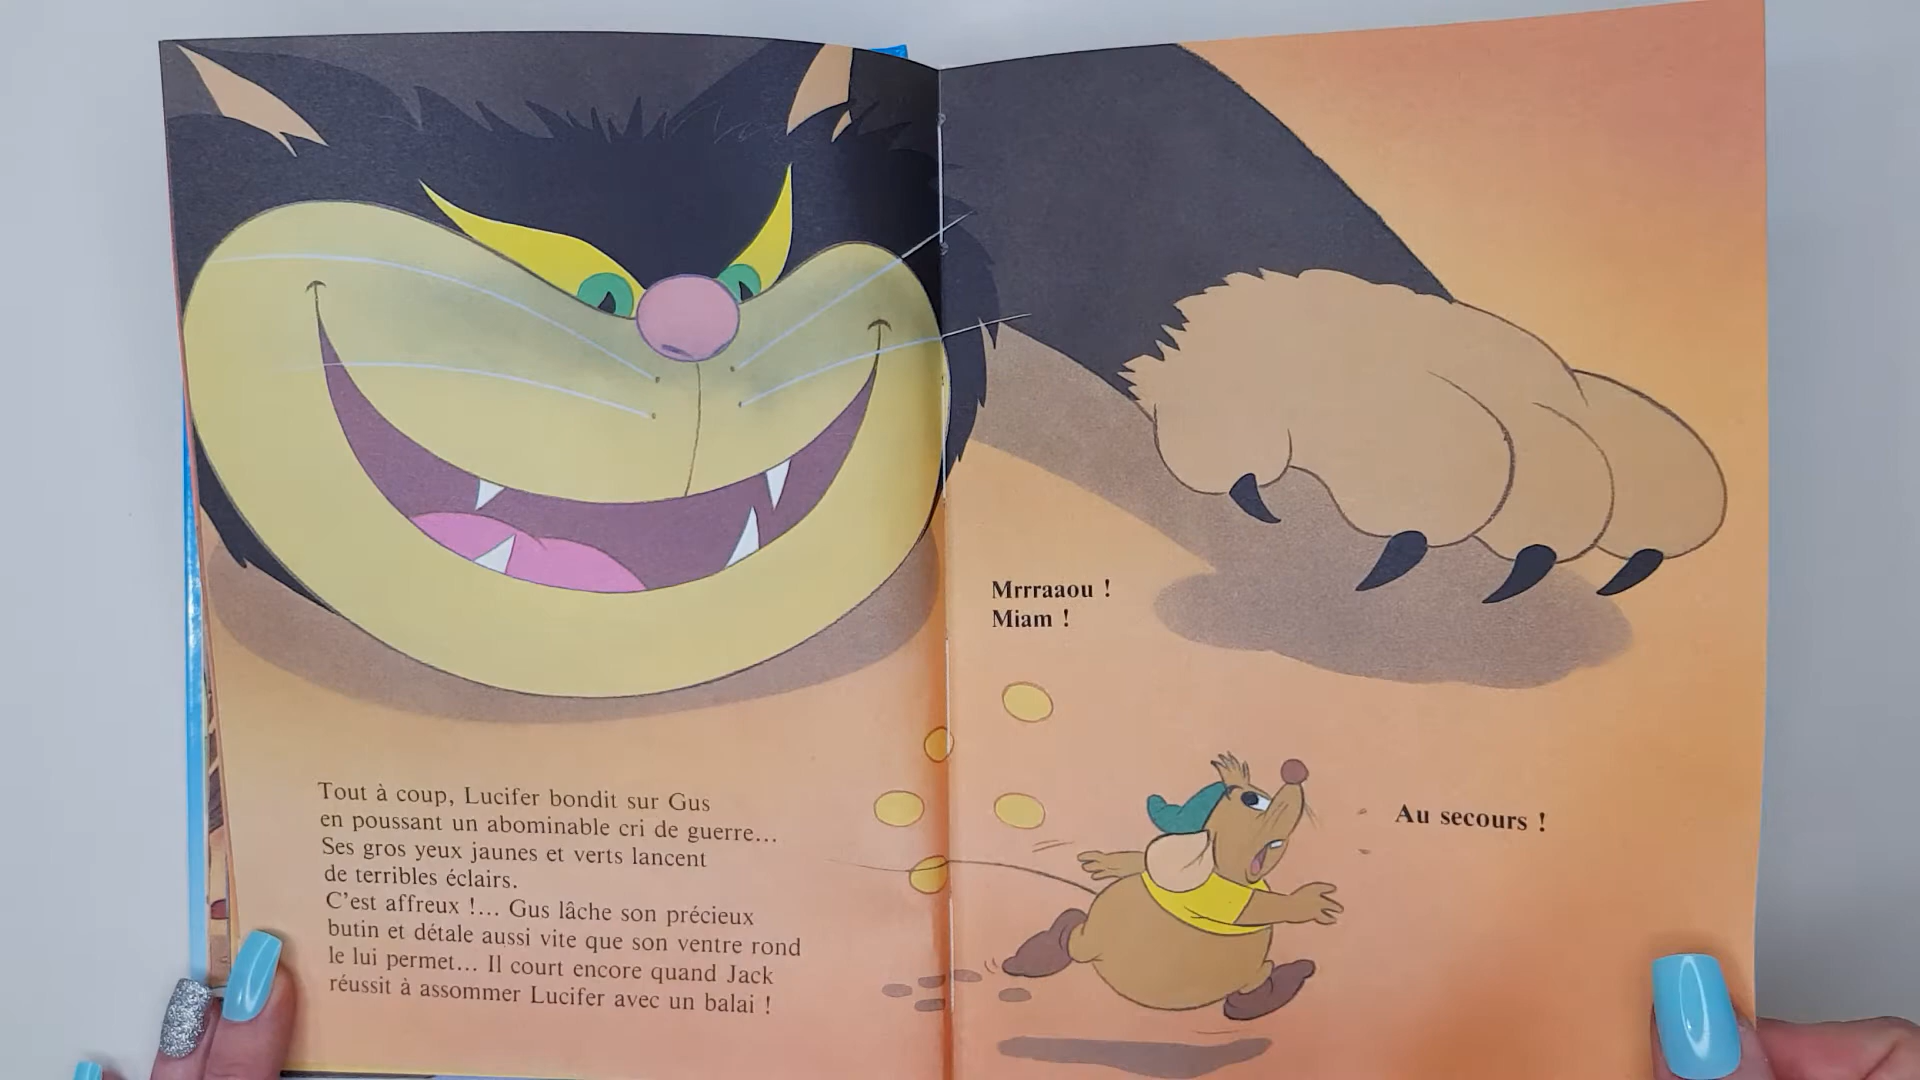 Tout à coup, Lucifer bondit sur Gus
en poussant un abominable cri de guerre...
Ses gros yeux jaunes et verts lancent
de terribles éclairs.
C'est affreux !... Gus lâche son précieux
butin et détale aussi vite que son ventre rond
le lui permet... Il court encore quand Jack
réussit à assommer Lucifer avec un balai !
Mrrraaou !
Miam !
Au secours !